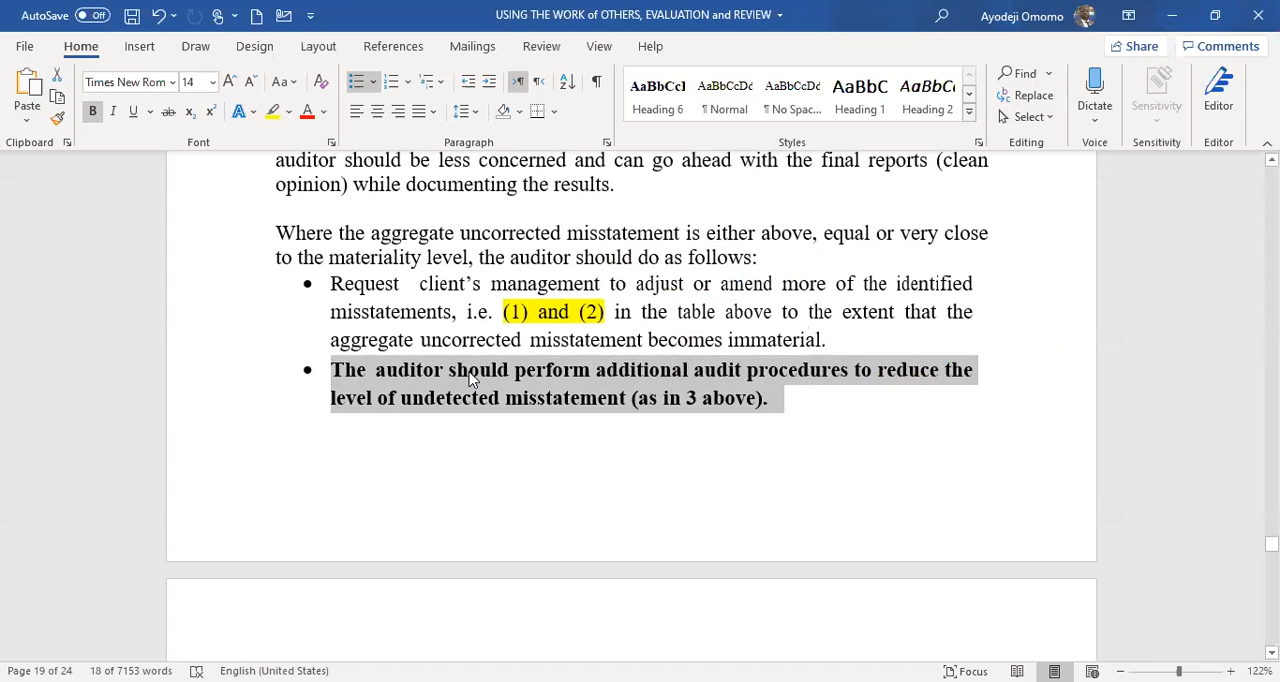 AutoSave Off
USING THE WORK of OTHERS, EVALUATION and REVIEW
Ayodeji Omomo
File Home Insert Draw Design Layout References Mailings Review View Help
Share Comments
Paste
Times New Rom 14
Aa
B I U ab x₂ x² A A
AaBbCcI AaBbCcDd AaBbCcDd AaBbC AaBbC
Heading 6 ¶ Normal ¶ No Spac... Heading 1 Heading 2
Find
Replace
Select
Dictate Sensitivity Editor
Clipboard Font Paragraph Styles Editing Voice Sensitivity Editor
auditor should be less concerned and can go ahead with the final reports (clean
opinion) while documenting the results.
Where the aggregate uncorrected misstatement is either above, equal or very close
to the materiality level, the auditor should do as follows:
• Request client's management to adjust or amend more of the identified
misstatements, i.e. (1) and (2) in the table above to the extent that the
aggregate uncorrected misstatement becomes immaterial.
• The auditor should perform additional audit procedures to reduce the
level of undetected misstatement (as in 3 above).
Page 19 of 24 18 of 7153 words English (United States) Focus 122%